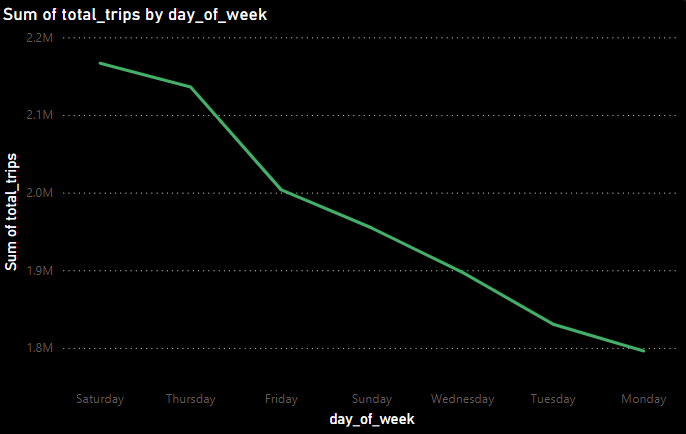 Sum of total_trips by day_of_week
2.2M
2.1M
2.0M
1.9M
1.8M
Sum of total_trips
Saturday Thursday Friday Sunday Wednesday Tuesday Monday
day_of_week